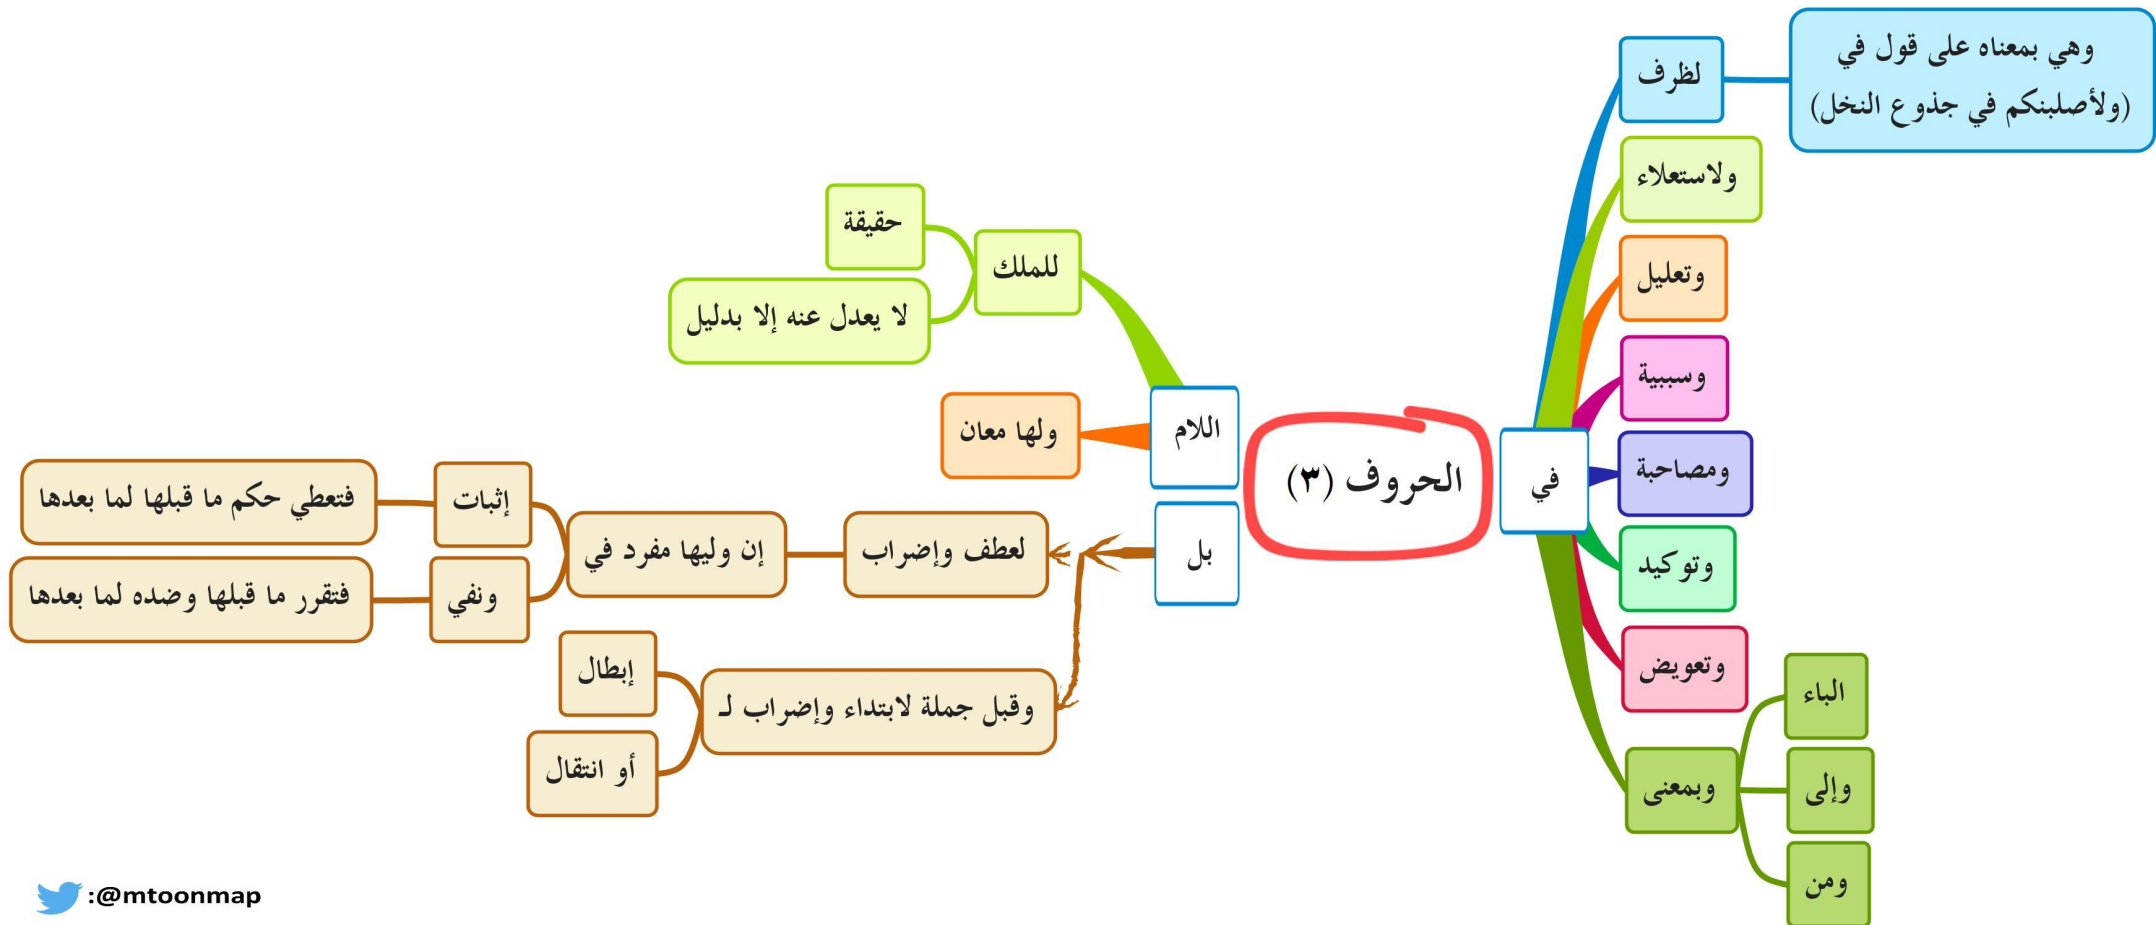 الحروف (٣)
في
لظرف
وهي بمعناه على قول في
(ولأصلبنكم في جذوع النخل)
ولاستعلاء
وتعليل
وسببية
ومصاحبة
وتوكيد
وتعويض
وبمعنى
الباء
وإلى
ومن
اللام
للملك
حقيقة
لا يعدل عنه إلا بدليل
ولها معان
بل
لعطف وإضراب
إن وليها مفرد في
إثبات
فتعطي حكم ما قبلها لما بعدها
ونفي
فتقرر ما قبلها وضده لما بعدها
وقبل جملة لابتداء وإضراب لـ
إبطال
أو انتقال
:@mtoonmap